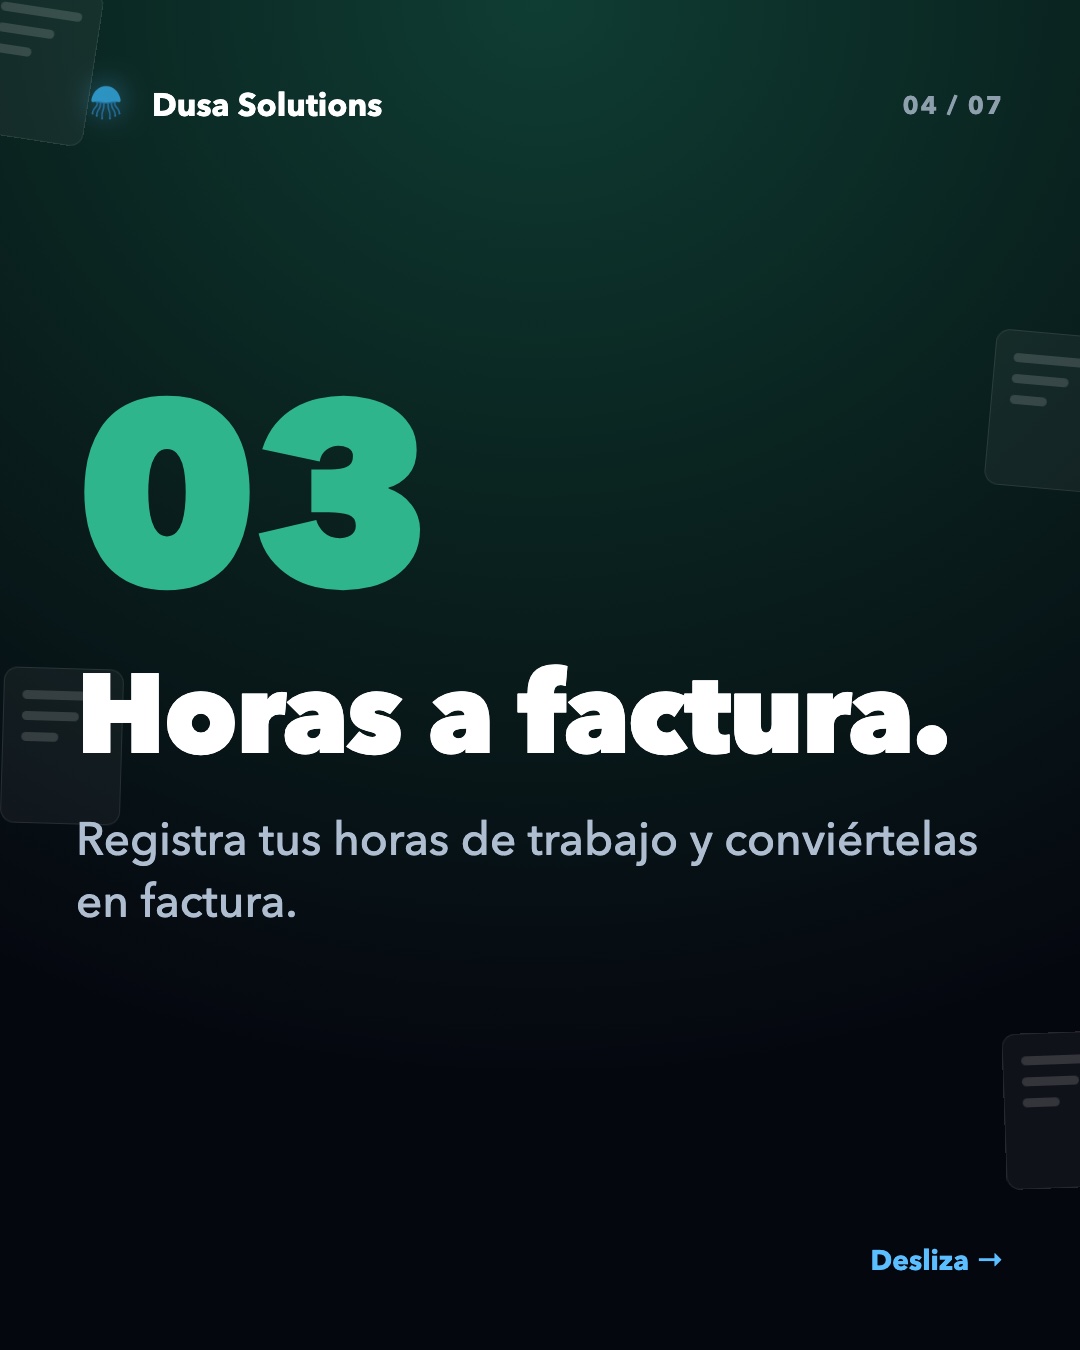 Dusa Solutions
04 / 07
03
Horas a factura.
Registra tus horas de trabajo y conviértelas
en factura.
Desliza →